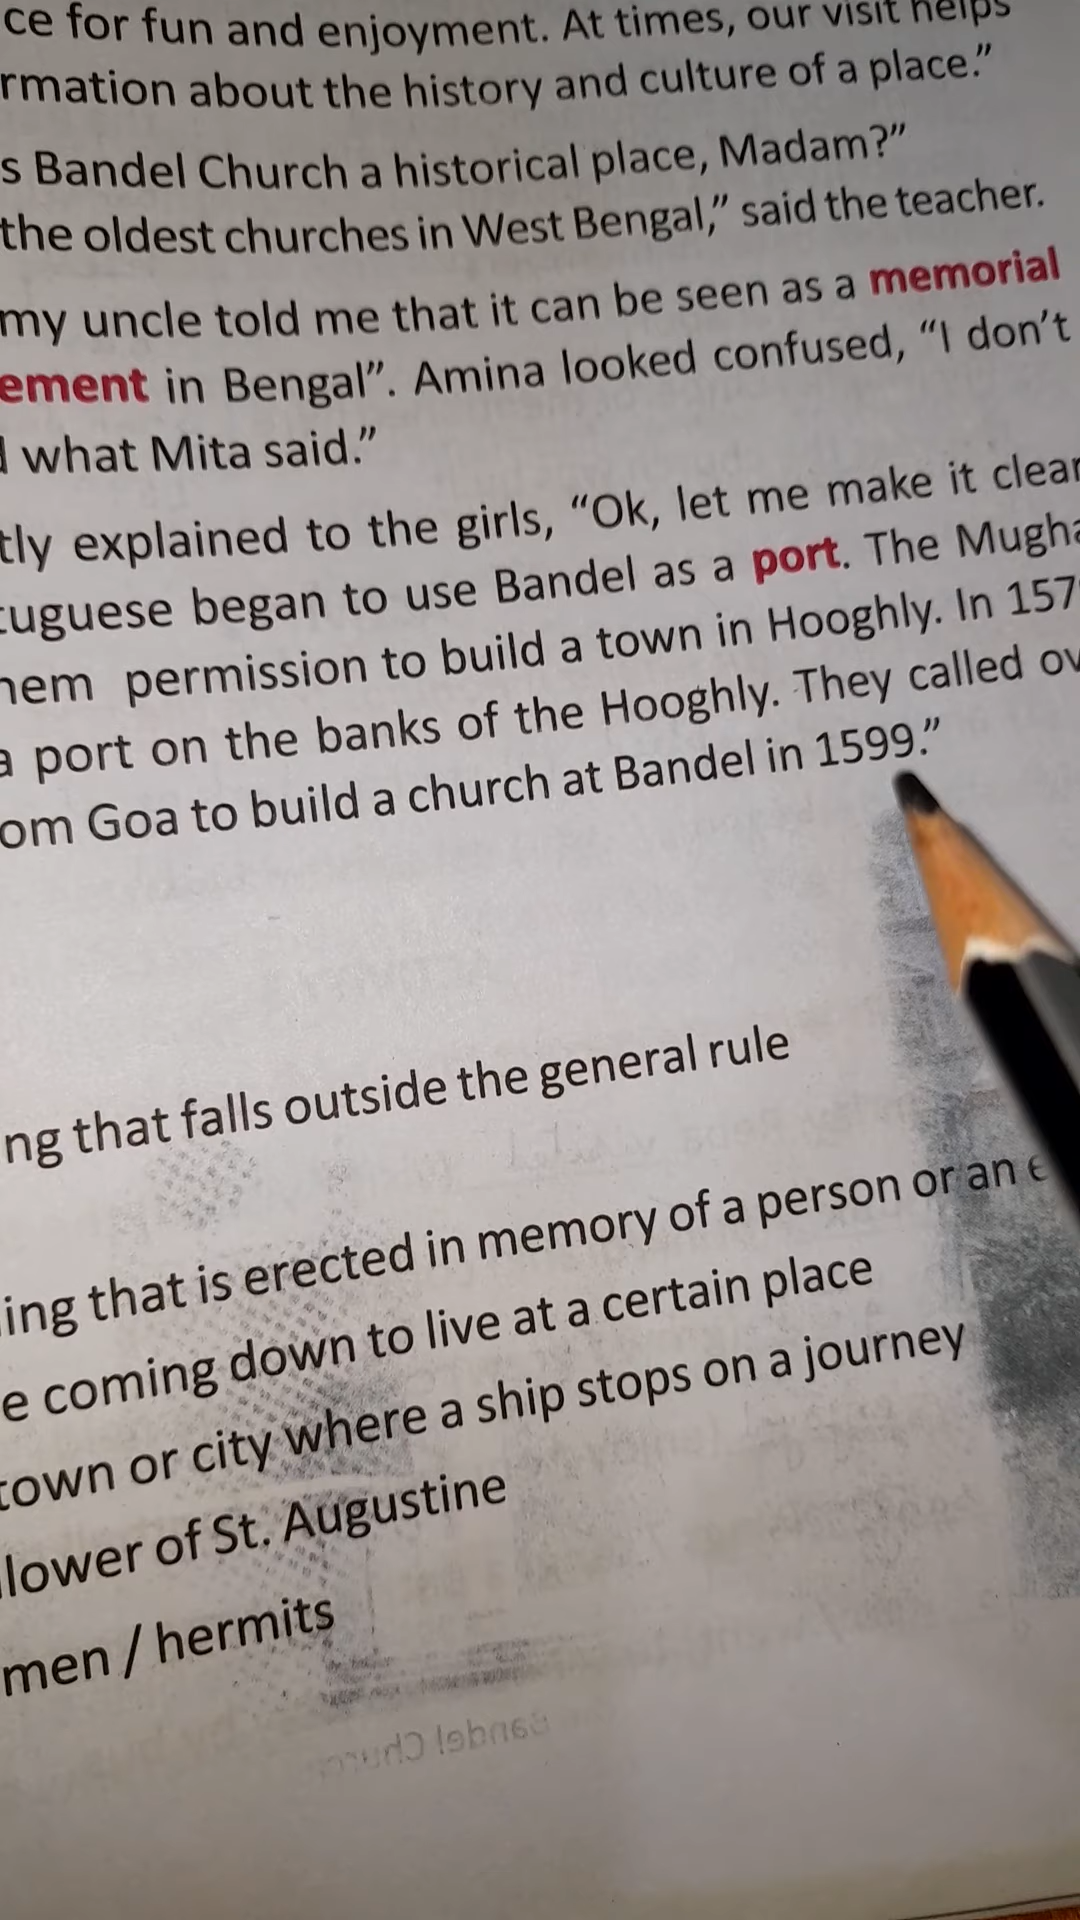 ce for fun and enjoyment. At times, our visit helps
rmation about the history and culture of a place.”
s Bandel Church a historical place, Madam?”
the oldest churches in West Bengal,” said the teacher.
my uncle told me that it can be seen as a memorial
ement in Bengal”. Amina looked confused, “I don’t
what Mita said.”
tly explained to the girls, “Ok, let me make it clear
tuguese began to use Bandel as a port. The Mugha
hem permission to build a town in Hooghly. In 157
a port on the banks of the Hooghly. They called ov
om Goa to build a church at Bandel in 1599.”
ng that falls outside the general rule
ing that is erected in memory of a person or an e
e coming down to live at a certain place
town or city where a ship stops on a journey
lower of St. Augustine
men / hermits